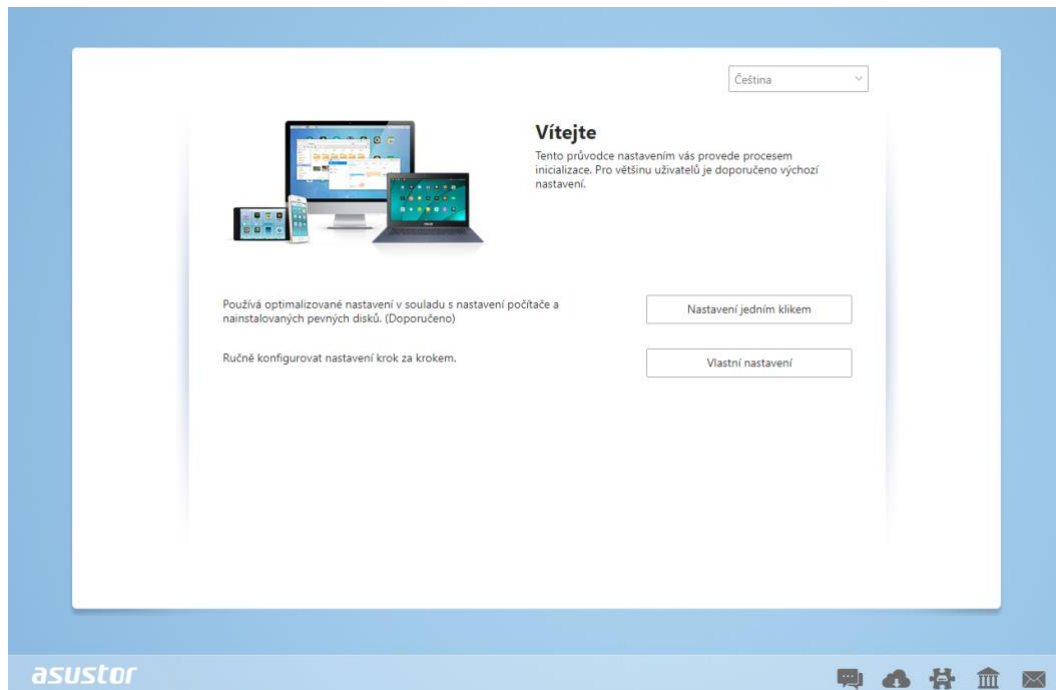 Čeština
Vítejte
Tento průvodce nastavením vás provede procesem
inicializace. Pro většinu uživatelů je doporučeno výchozí
nastavení.
Používá optimalizované nastavení v souladu s nastavení počítače a
nainstalovaných pevných disků. (Doporučeno)
Nastavení jedním klikem
Ručně konfigurovat nastavení krok za krokem.
Vlastní nastavení
asustor